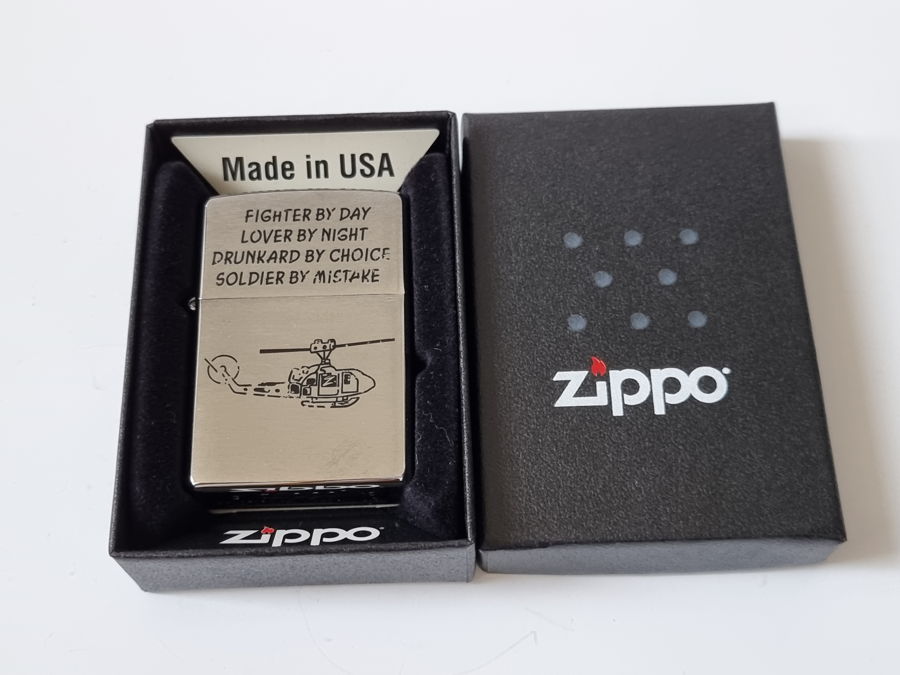 Made in USA
FIGHTER BY DAY
LOVER BY NIGHT
DRUNKARD BY CHOICE
SOLDIER BY MISTAKE
zippo
zippo